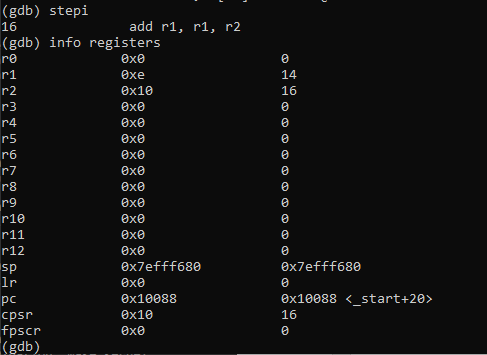 (gdb) stepi
16 add r1, r1, r2
(gdb) info registers
r0 0x0 0
r1 0xe 14
r2 0x10 16
r3 0x0 0
r4 0x0 0
r5 0x0 0
r6 0x0 0
r7 0x0 0
r8 0x0 0
r9 0x0 0
r10 0x0 0
r11 0x0 0
r12 0x0 0
sp 0x7efff680 0x7efff680
lr 0x0 0
pc 0x10088 0x10088 <_start+20>
cpsr 0x10 16
fpscr 0x0 0
(gdb)